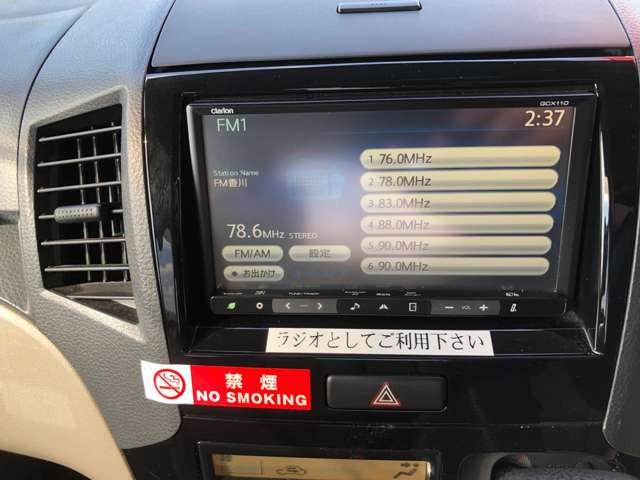 clarion
GCX110
FM1
2:37
Station Name
FM香川
78.6MHz STEREO
FM/AM
設定
お出かけ
1 76.0MHz
2 78.0MHz
3 83.0MHz
4 88.0MHz
5 90.0MHz
6 90.0MHz
− VOL +
ラジオとしてご利用下さい
禁煙
NO SMOKING